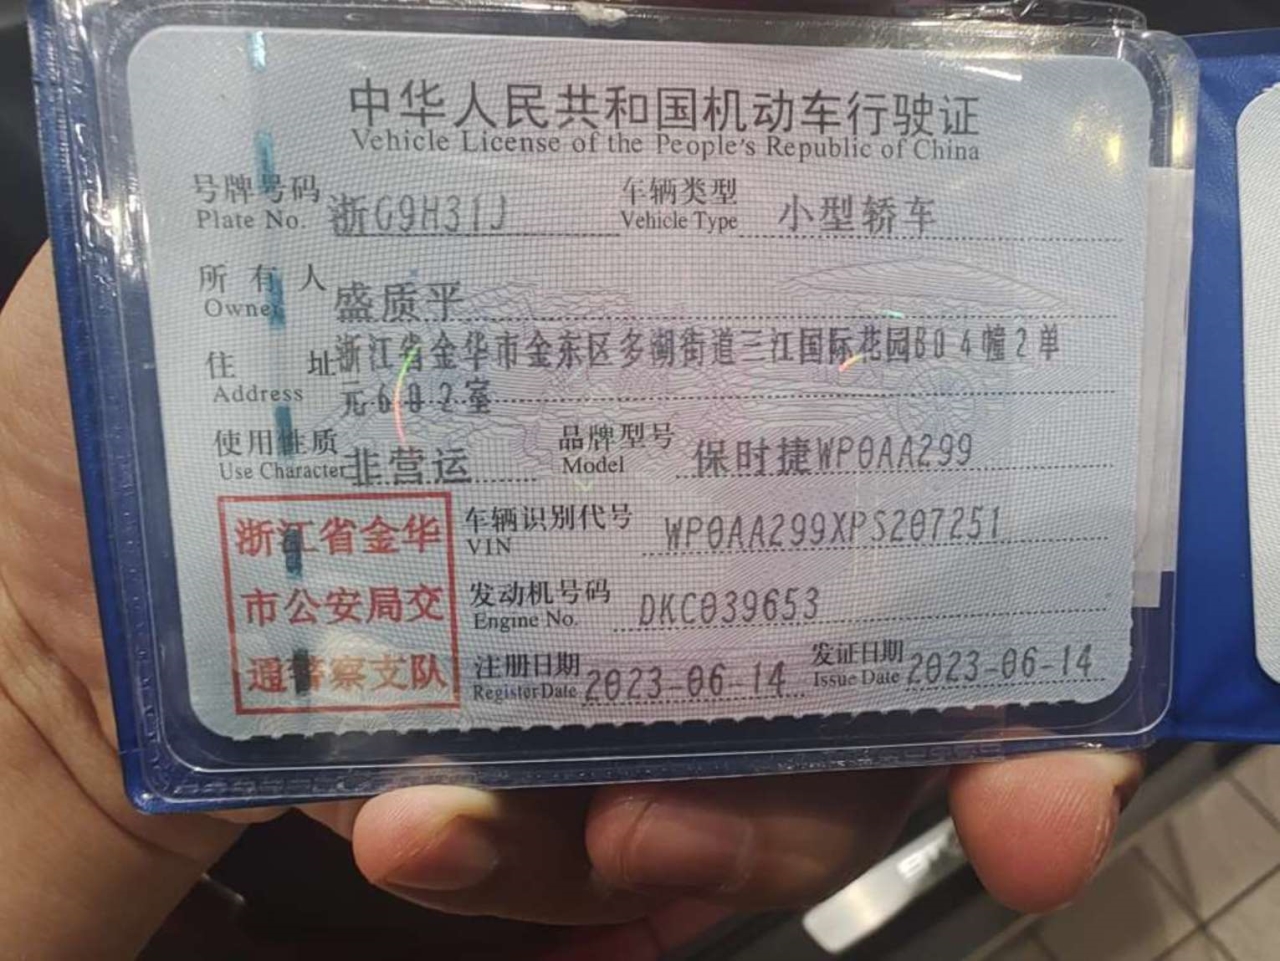 中华人民共和国机动车行驶证
Vehicle License of the People's Republic of China
号牌号码 浙G9H31J 车辆类型 小型轿车
Plate No. Vehicle Type
所有人 盛质平
Owner
住址 浙江省金华市金东区多湖街道三江国际花园B04幢2单
Address 元602室
使用性质 非营运 品牌型号 保时捷WP0AA299
Use Character Model
浙江省金华 车辆识别代号 WP0AA299XPS207251
VIN
市公安局交 发动机号码 DKC039653
Engine No.
通警察支队 注册日期 2023-06-14 发证日期 2023-06-14
Register Date Issue Date